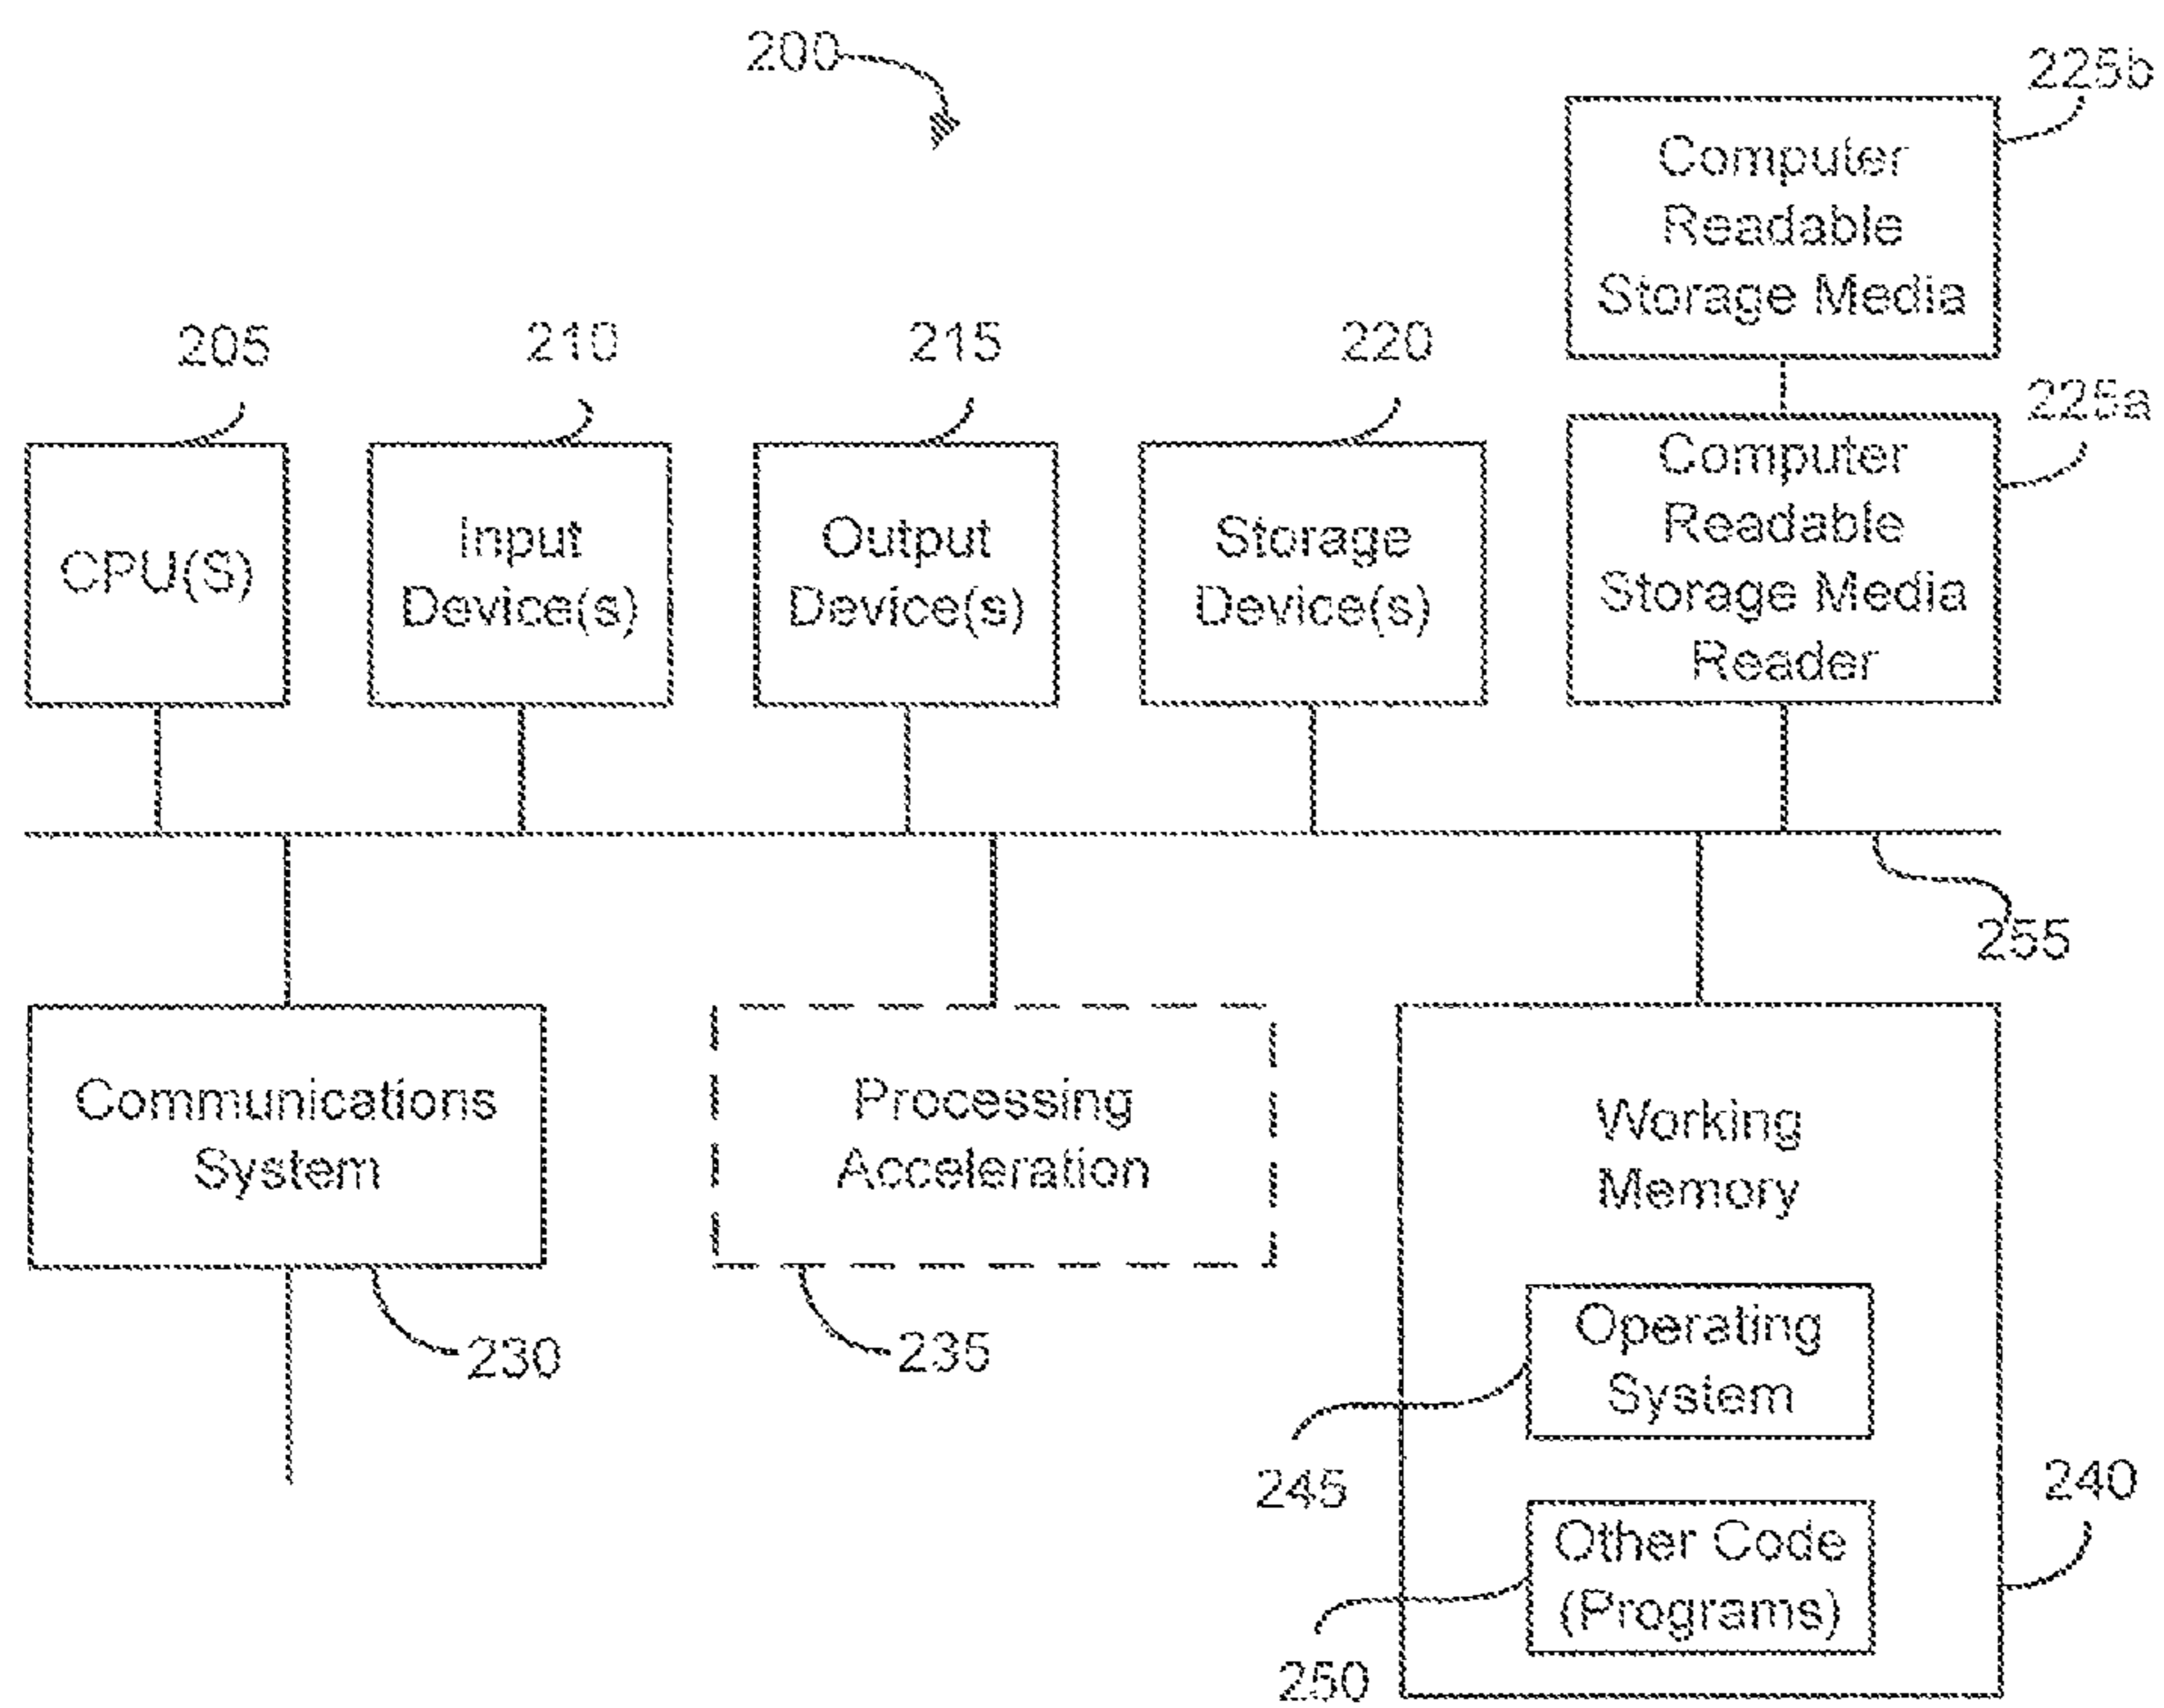 200
225b
Computer
Readable
Storage Media
205
210
215
220
225a
CPU(S)
Input
Device(s)
Output
Device(s)
Storage
Device(s)
Computer
Readable
Storage Media
Reader
255
Communications
System
230
Processing
Acceleration
235
Working
Memory
Operating
System
245
240
Other Code
(Programs)
250